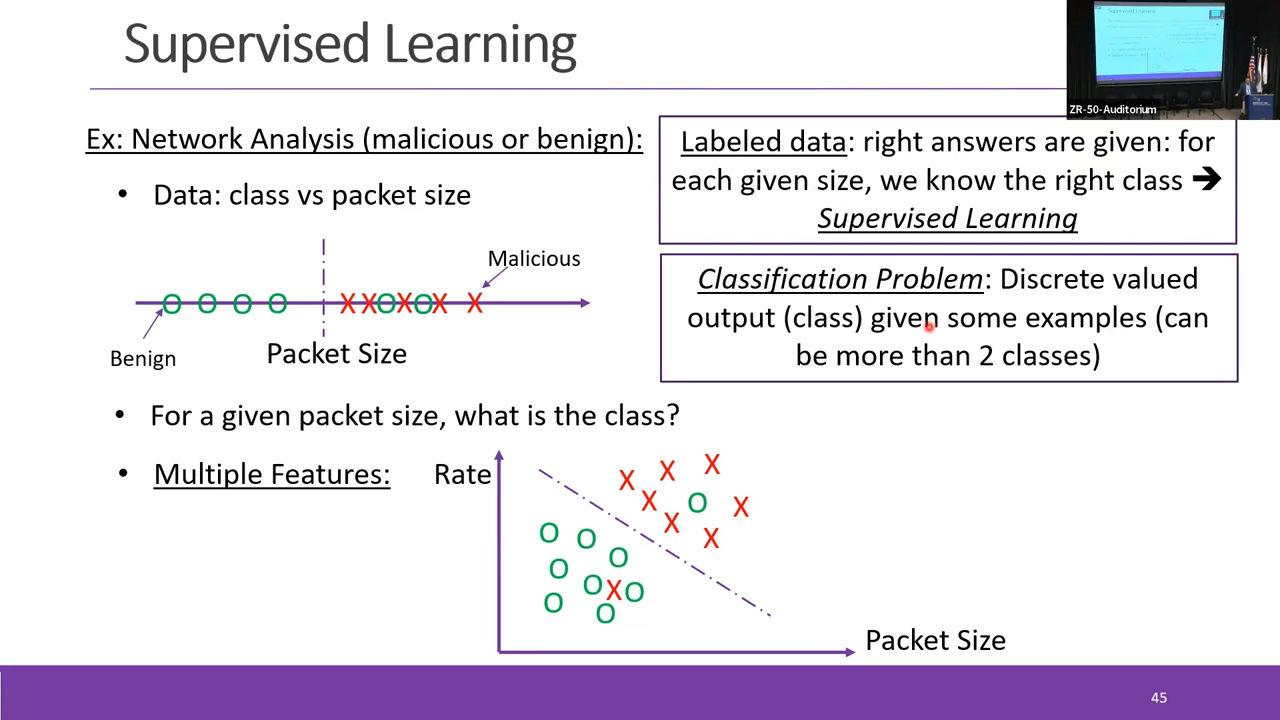 Supervised Learning
ZR-50-Auditorium
Ex: Network Analysis (malicious or benign):
• Data: class vs packet size
Malicious
O O O O X X O X O X X
Benign
Packet Size
Labeled data: right answers are given: for
each given size, we know the right class ➔
Supervised Learning
Classification Problem: Discrete valued
output (class) given some examples (can
be more than 2 classes)
• For a given packet size, what is the class?
• Multiple Features:
Rate
X X X
X O X
X X
O O O
O O X O
O O
Packet Size
45